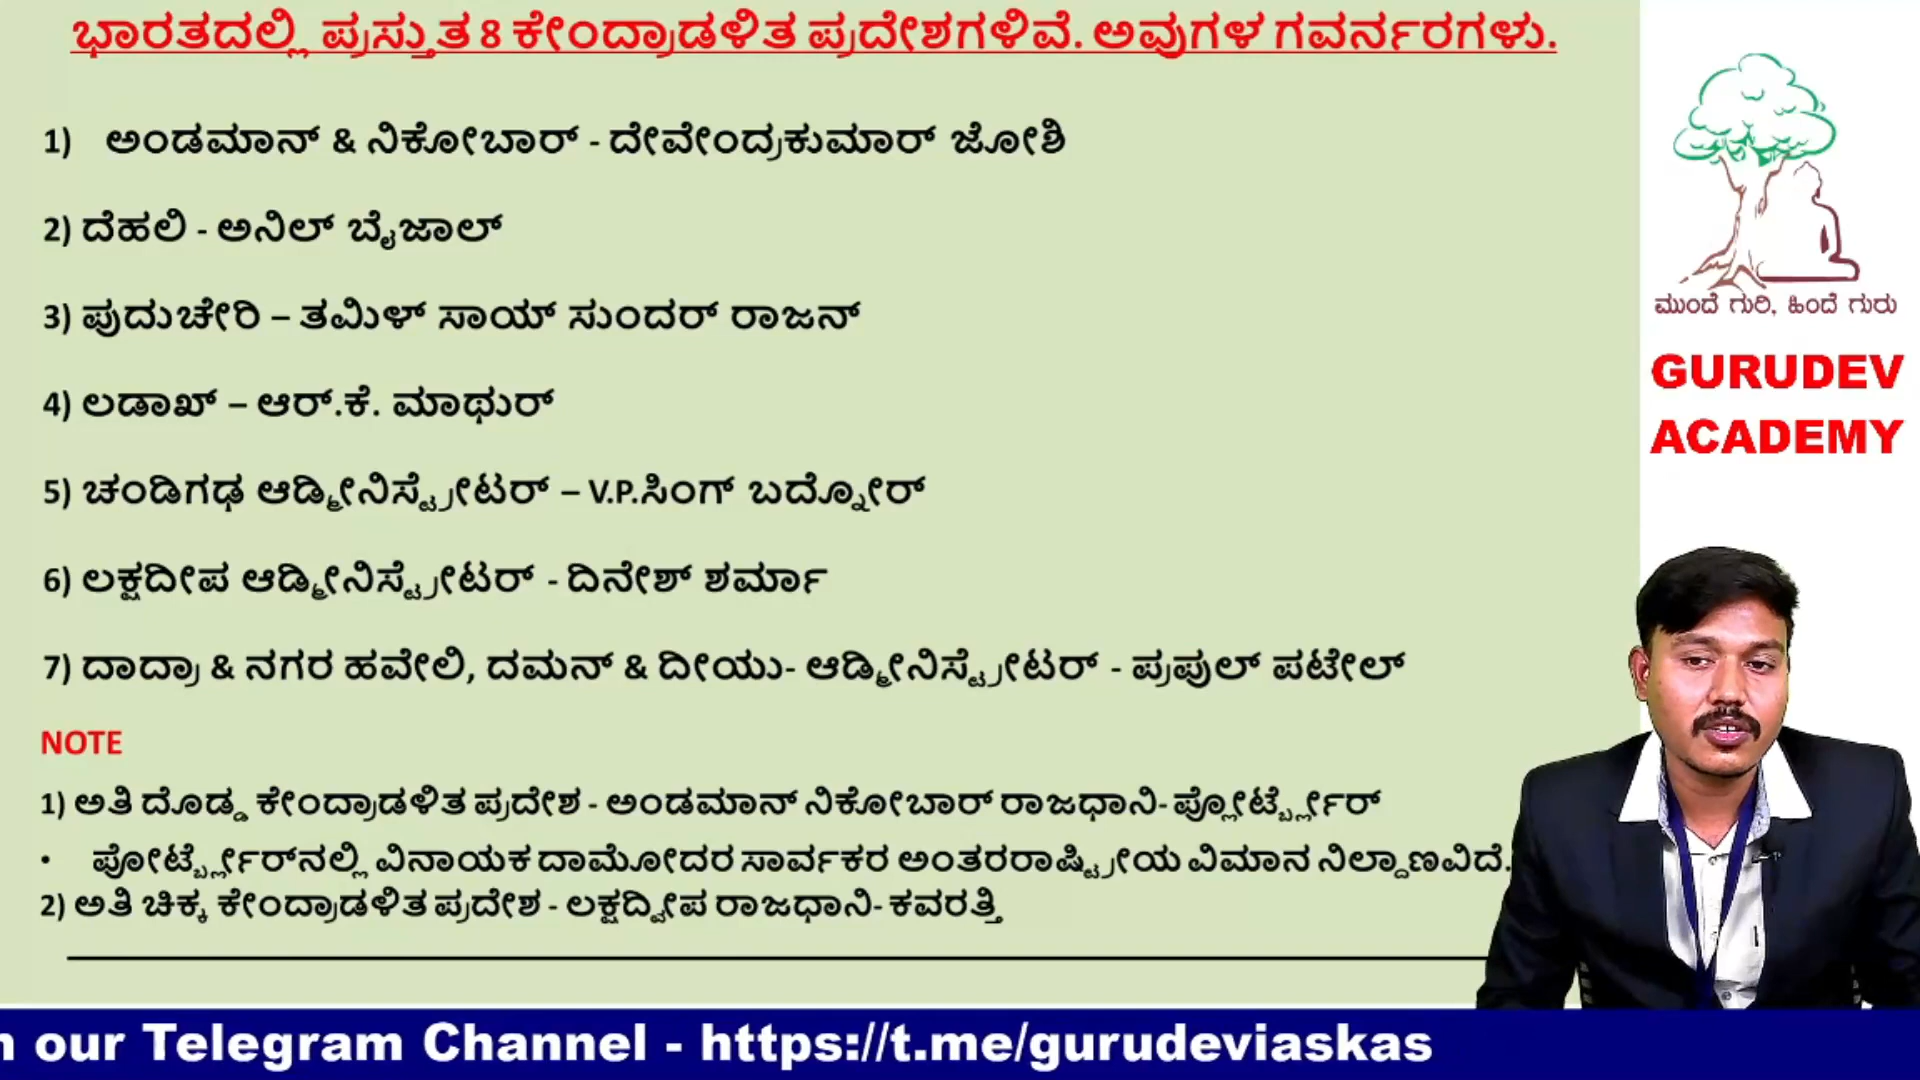 ಭಾರತದಲ್ಲಿ ಪ್ರಸ್ತುತ 8 ಕೇಂದ್ರಾಡಳಿತ ಪ್ರದೇಶಗಳಿವೆ. ಅವುಗಳ ಗವರ್ನರಗಳು.
1) ಅಂಡಮಾನ್ & ನಿಕೋಬಾರ್ - ದೇವೇಂದ್ರಕುಮಾರ್ ಜೋಶಿ
2) ದೆಹಲಿ - ಅನಿಲ್ ಬೈಜಾಲ್
3) ಪುದುಚೇರಿ – ತಮಿಳ್ ಸಾಯ್ ಸುಂದರ್ ರಾಜನ್
4) ಲಡಾಖ್ – ಆರ್.ಕೆ. ಮಾಥುರ್
5) ಚಂಡಿಗಢ ಆಡ್ಮೀನಿಸ್ಟ್ರೇಟರ್ – V.P.ಸಿಂಗ್ ಬದ್ನೋರ್
6) ಲಕ್ಷದೀಪ ಆಡ್ಮೀನಿಸ್ಟ್ರೇಟರ್ - ದಿನೇಶ್ ಶರ್ಮಾ
7) ದಾದ್ರಾ & ನಗರ ಹವೇಲಿ, ದಮನ್ & ದೀಯು- ಆಡ್ಮೀನಿಸ್ಟ್ರೇಟರ್ - ಪ್ರಪುಲ್ ಪಟೇಲ್
NOTE
1) ಅತಿ ದೊಡ್ಡ ಕೇಂದ್ರಾಡಳಿತ ಪ್ರದೇಶ - ಅಂಡಮಾನ್ ನಿಕೋಬಾರ್ ರಾಜಧಾನಿ- ಪ್ಲೋರ್ಟ್‌ಬ್ಲೇರ್
• ಪೋರ್ಟ್‌ಬ್ಲೇರ್‌ನಲ್ಲಿ ವಿನಾಯಕ ದಾಮೋದರ ಸಾರ್ವಕರ ಅಂತರರಾಷ್ಟ್ರೀಯ ವಿಮಾನ ನಿಲ್ದಾಣವಿದೆ.
2) ಅತಿ ಚಿಕ್ಕ ಕೇಂದ್ರಾಡಳಿತ ಪ್ರದೇಶ - ಲಕ್ಷದ್ವೀಪ ರಾಜಧಾನಿ- ಕವರತ್ತಿ
ಮುಂದೆ ಗುರಿ, ಹಿಂದೆ ಗುರು
GURUDEV
ACADEMY
n our Telegram Channel - https://t.me/gurudeviaskas